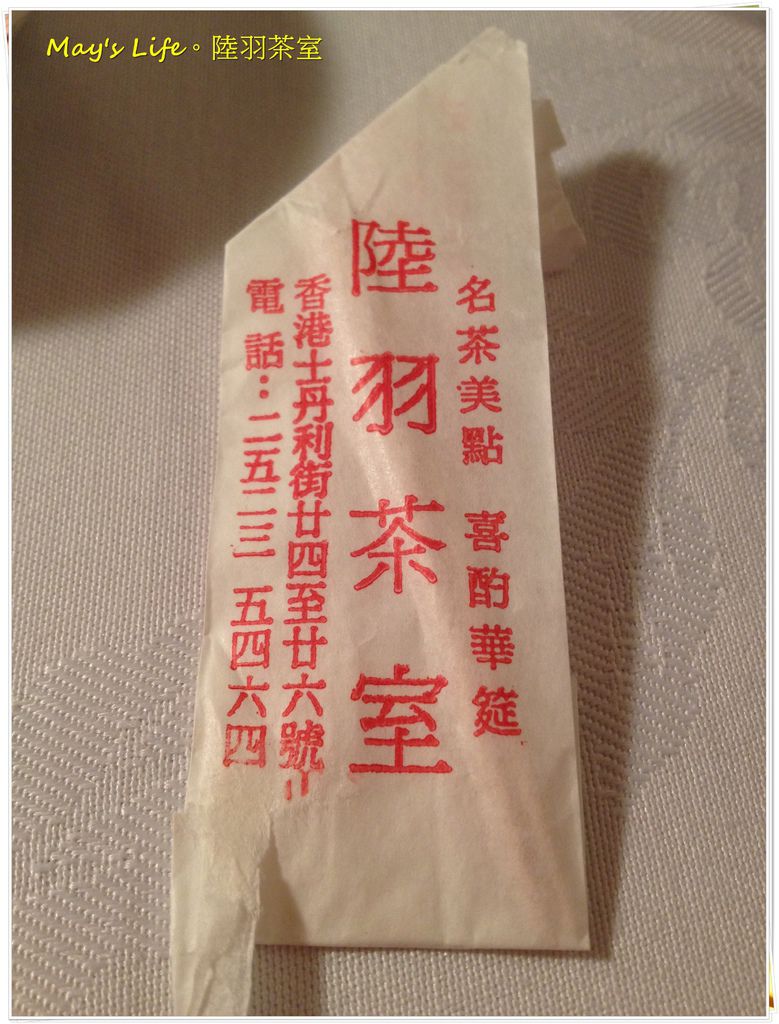 May's Life。陸羽茶室
名茶美點 喜酌華筵
陸羽茶室
香港士丹利街廿四至廿六號
電話：二五二三 五四六四